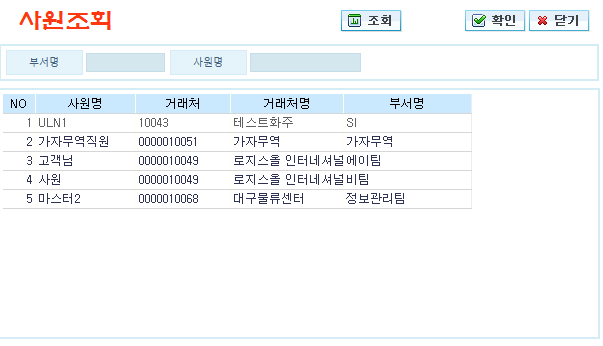 사원조회 조회 확인 닫기
부서명 사원명
NO 사원명 거래처 거래처명 부서명
1 ULN1 10043 테스트화주 SI
2 가자무역직원 0000010051 가자무역 가자무역
3 고객님 0000010049 로지스올 인터네셔널 에이팀
4 사원 0000010049 로지스올 인터네셔널 비팀
5 마스터2 0000010068 대구물류센터 정보관리팀